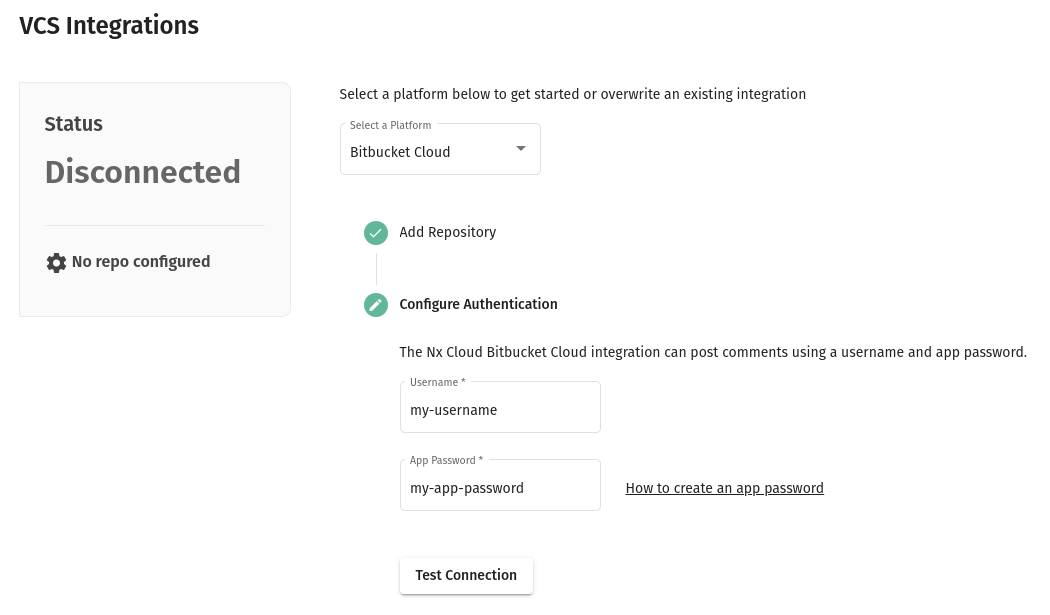 VCS Integrations
Status
Disconnected
No repo configured
Select a platform below to get started or overwrite an existing integration
Select a Platform
Bitbucket Cloud
Add Repository
Configure Authentication
The Nx Cloud Bitbucket Cloud integration can post comments using a username and app password.
Username *
my-username
App Password *
my-app-password
How to create an app password
Test Connection